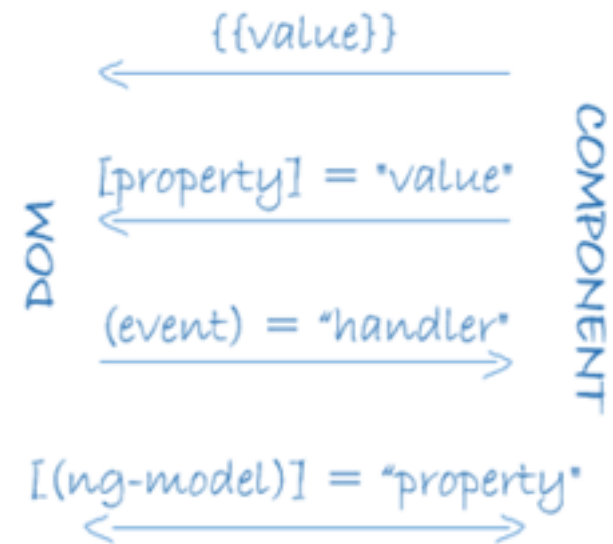 {{value}}
COMPONENT
[property] = "value"
DOM
(event) = "handler"
[(ng-model)] = "property"